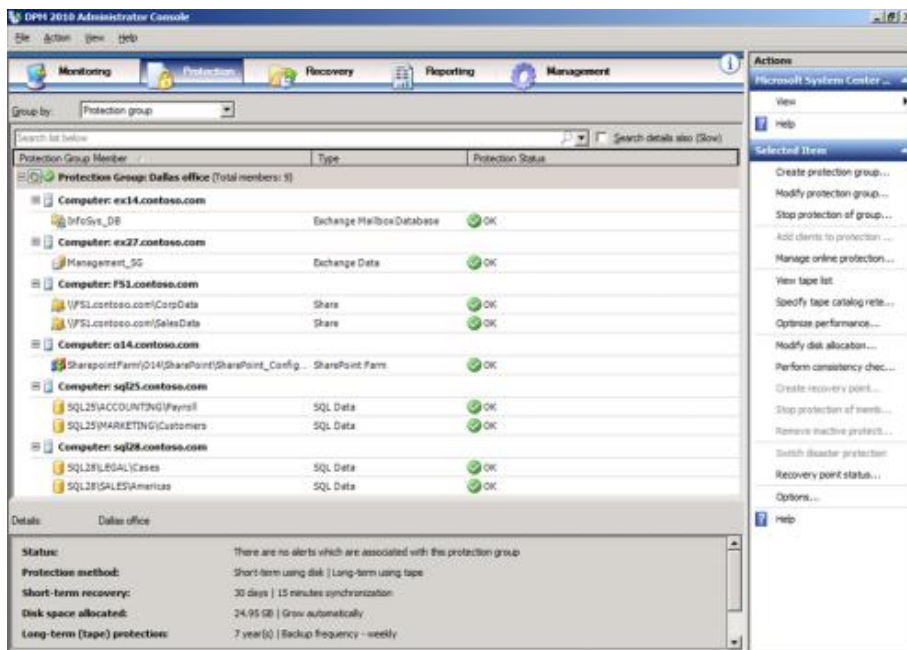 DPM 2010 Administrator Console
File Action View Help
Monitoring Protection Recovery Reporting Management
Group by: Protection group
Search list below
Search details also (Slow)
Protection Group Member Type Protection Status
Protection Group: Dallas office (Total members: 9)
Computer: ex14.contoso.com
InfoSys_DB Exchange Mailbox Database OK
Computer: ex27.contoso.com
Management_SG Exchange Data OK
Computer: FS1.contoso.com
\\FS1.contoso.com\CorpData Share OK
\\FS1.contoso.com\SalesData Share OK
Computer: o14.contoso.com
SharepointFarm\O14\SharePoint\SharePoint_Config... SharePoint Farm OK
Computer: sql25.contoso.com
SQL25\ACCOUNTING\Payroll SQL Data OK
SQL25\MARKETING\Customers SQL Data OK
Computer: sql28.contoso.com
SQL28\LEGAL\Cases SQL Data OK
SQL28\SALES\Americas SQL Data OK
Details: Dallas office
Status: There are no alerts which are associated with this protection group
Protection method: Short-term using disk | Long-term using tape
Short-term recovery: 30 days | 15 minutes synchronization
Disk space allocated: 24.95 GB | Grow automatically
Long-term (tape) protection: 7 year(s) | Backup frequency - weekly
Actions
Microsoft System Center ...
View
Help
Selected Item
Create protection group...
Modify protection group...
Stop protection of group...
Add clients to protection ...
Manage online protection...
View tape list
Specify tape catalog rete...
Optimize performance...
Modify disk allocation...
Perform consistency chec...
Create recovery point...
Stop protection of memb...
Remove inactive protecti...
Switch disaster protection
Recovery point status...
Options...
Help